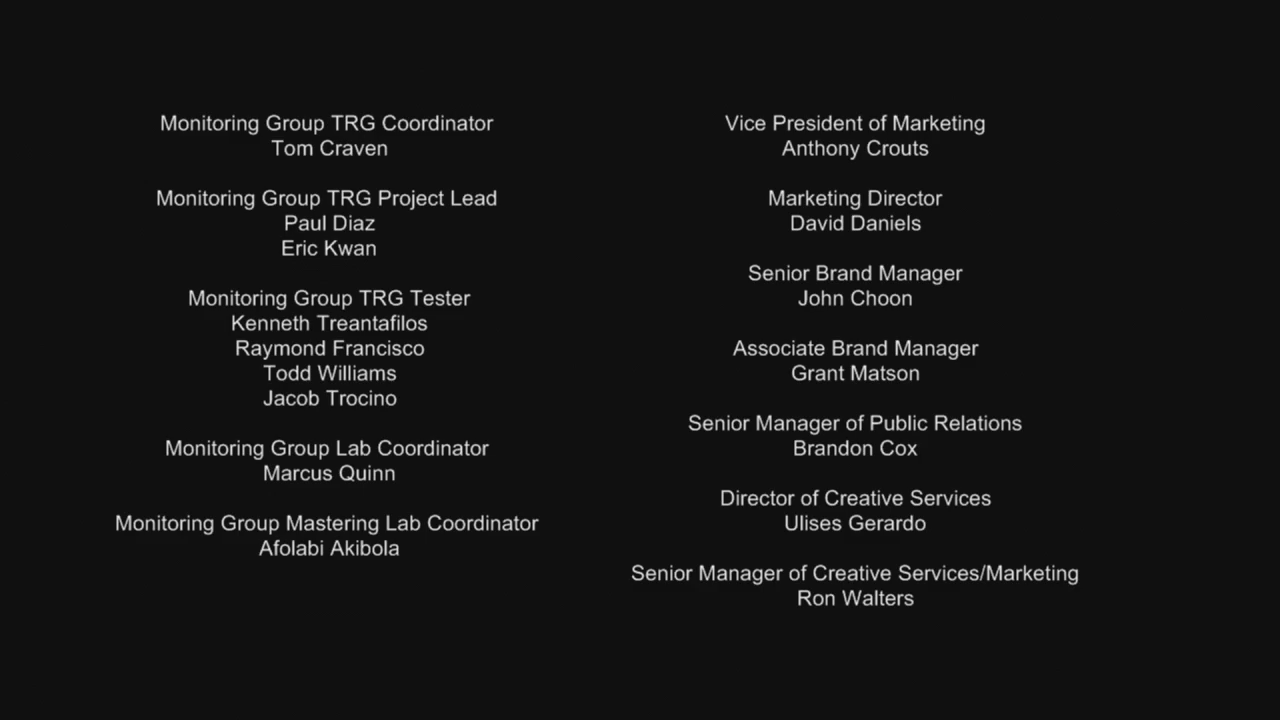 Monitoring Group TRG Coordinator
Tom Craven
Monitoring Group TRG Project Lead
Paul Diaz
Eric Kwan
Monitoring Group TRG Tester
Kenneth Treantafilos
Raymond Francisco
Todd Williams
Jacob Trocino
Monitoring Group Lab Coordinator
Marcus Quinn
Monitoring Group Mastering Lab Coordinator
Afolabi Akibola
Vice President of Marketing
Anthony Crouts
Marketing Director
David Daniels
Senior Brand Manager
John Choon
Associate Brand Manager
Grant Matson
Senior Manager of Public Relations
Brandon Cox
Director of Creative Services
Ulises Gerardo
Senior Manager of Creative Services/Marketing
Ron Walters